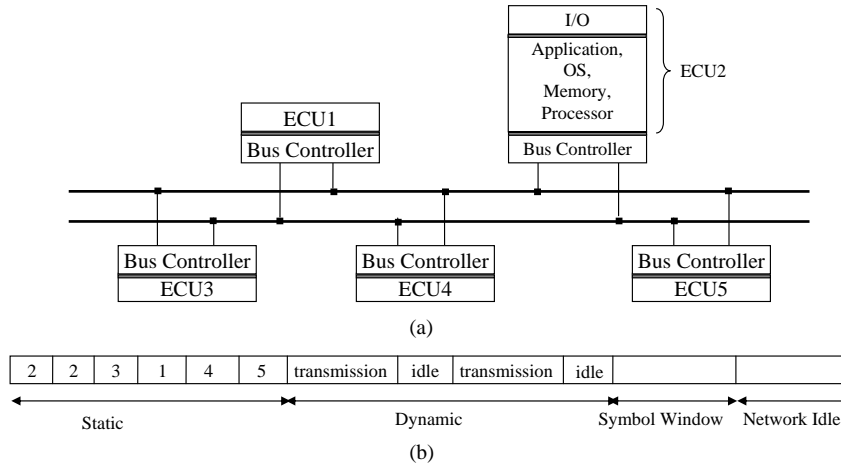 I/O
Application,
OS,
Memory,
Processor
ECU2
ECU1
Bus Controller
Bus Controller
Bus Controller
ECU3
Bus Controller
ECU4
Bus Controller
ECU5
(a)
2 2 3 1 4 5 transmission idle transmission idle
Static Dynamic Symbol Window Network Idle
(b)